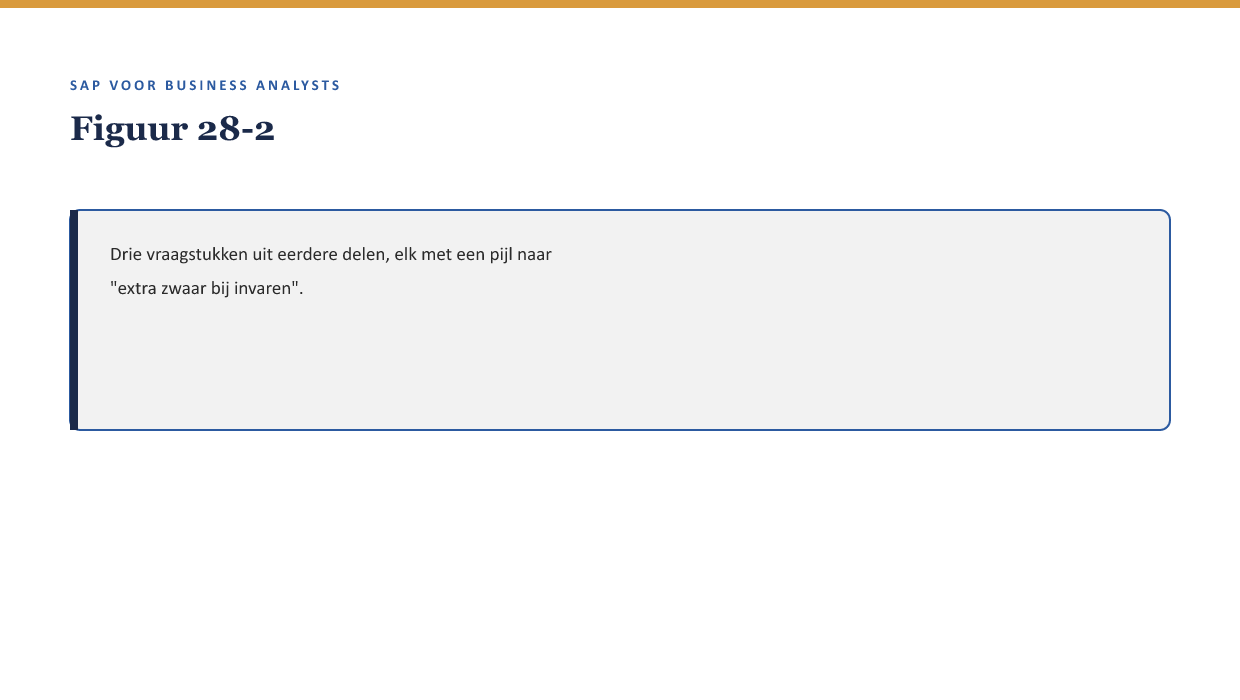 SAP VOOR BUSINESS ANALYSTS
Figuur 28-2
Drie vraagstukken uit eerdere delen, elk met een pijl naar
"extra zwaar bij invaren".